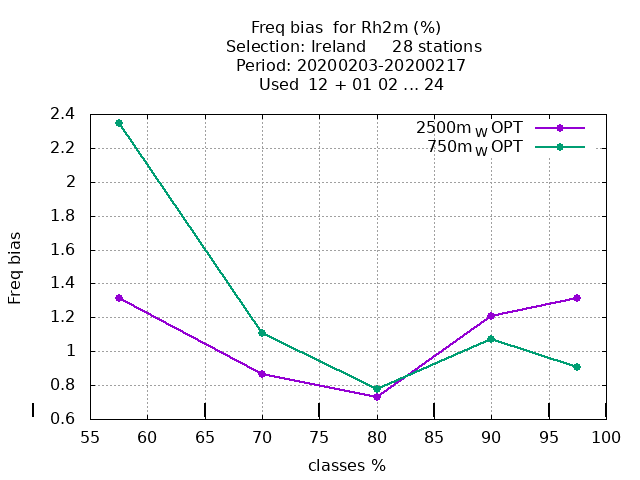 Freq bias for Rh2m (%)
Selection: Ireland 28 stations
Period: 20200203-20200217
Used 12 + 01 02 ... 24
2500m W OPT
750m W OPT
2.4
2.2
2
1.8
1.6
1.4
1.2
1
0.8
0.6
Freq bias
55 60 65 70 75 80 85 90 95 100
classes %